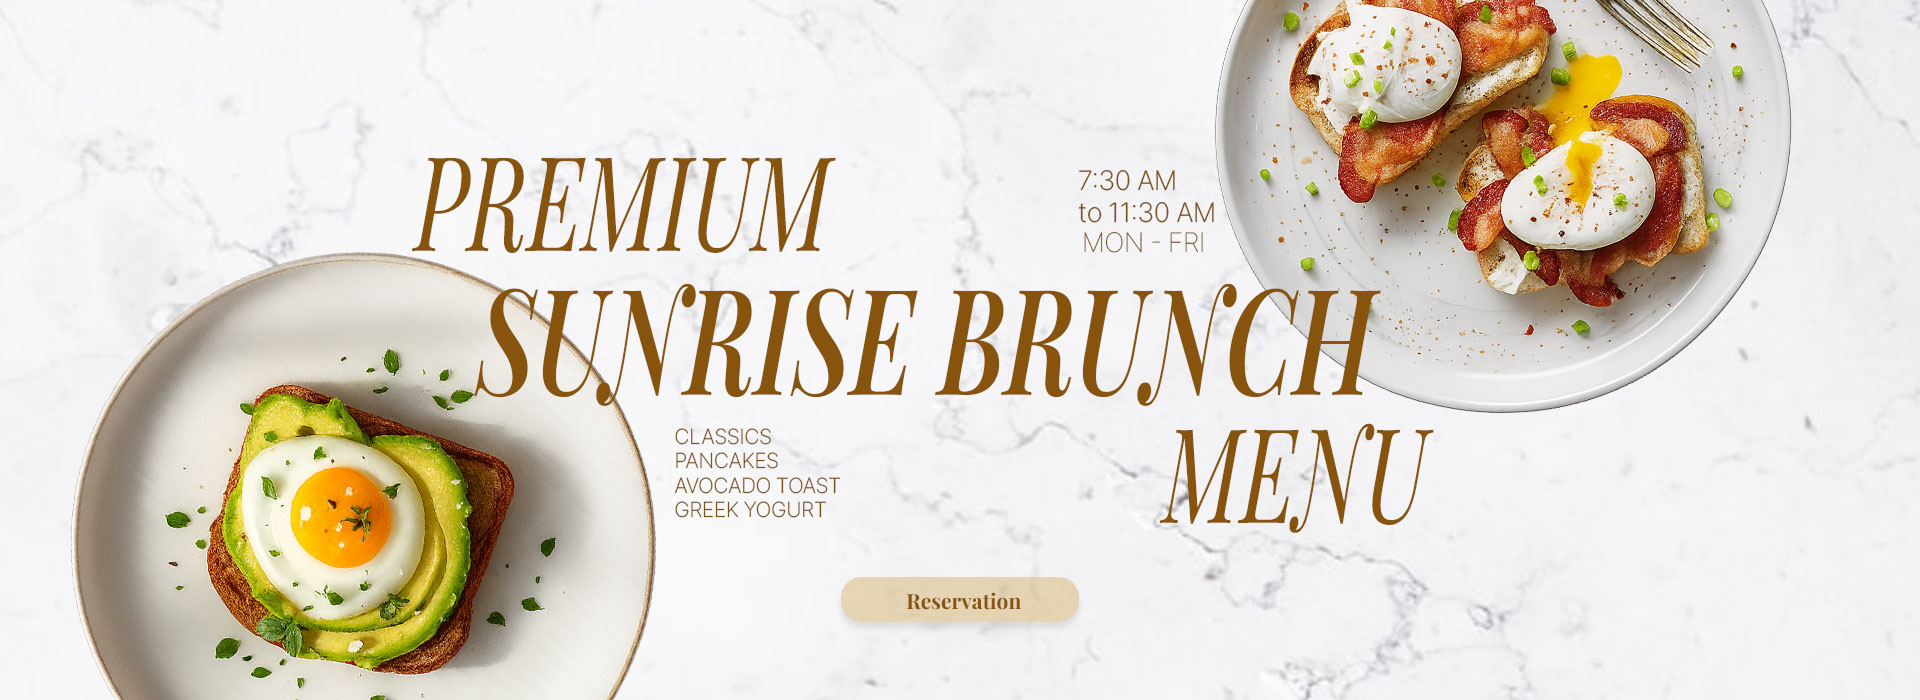 PREMIUM
7:30 AM
to 11:30 AM
MON - FRI
SUNRISE BRUNCH
CLASSICS
PANCAKES
AVOCADO TOAST
GREEK YOGURT
MENU
Reservation